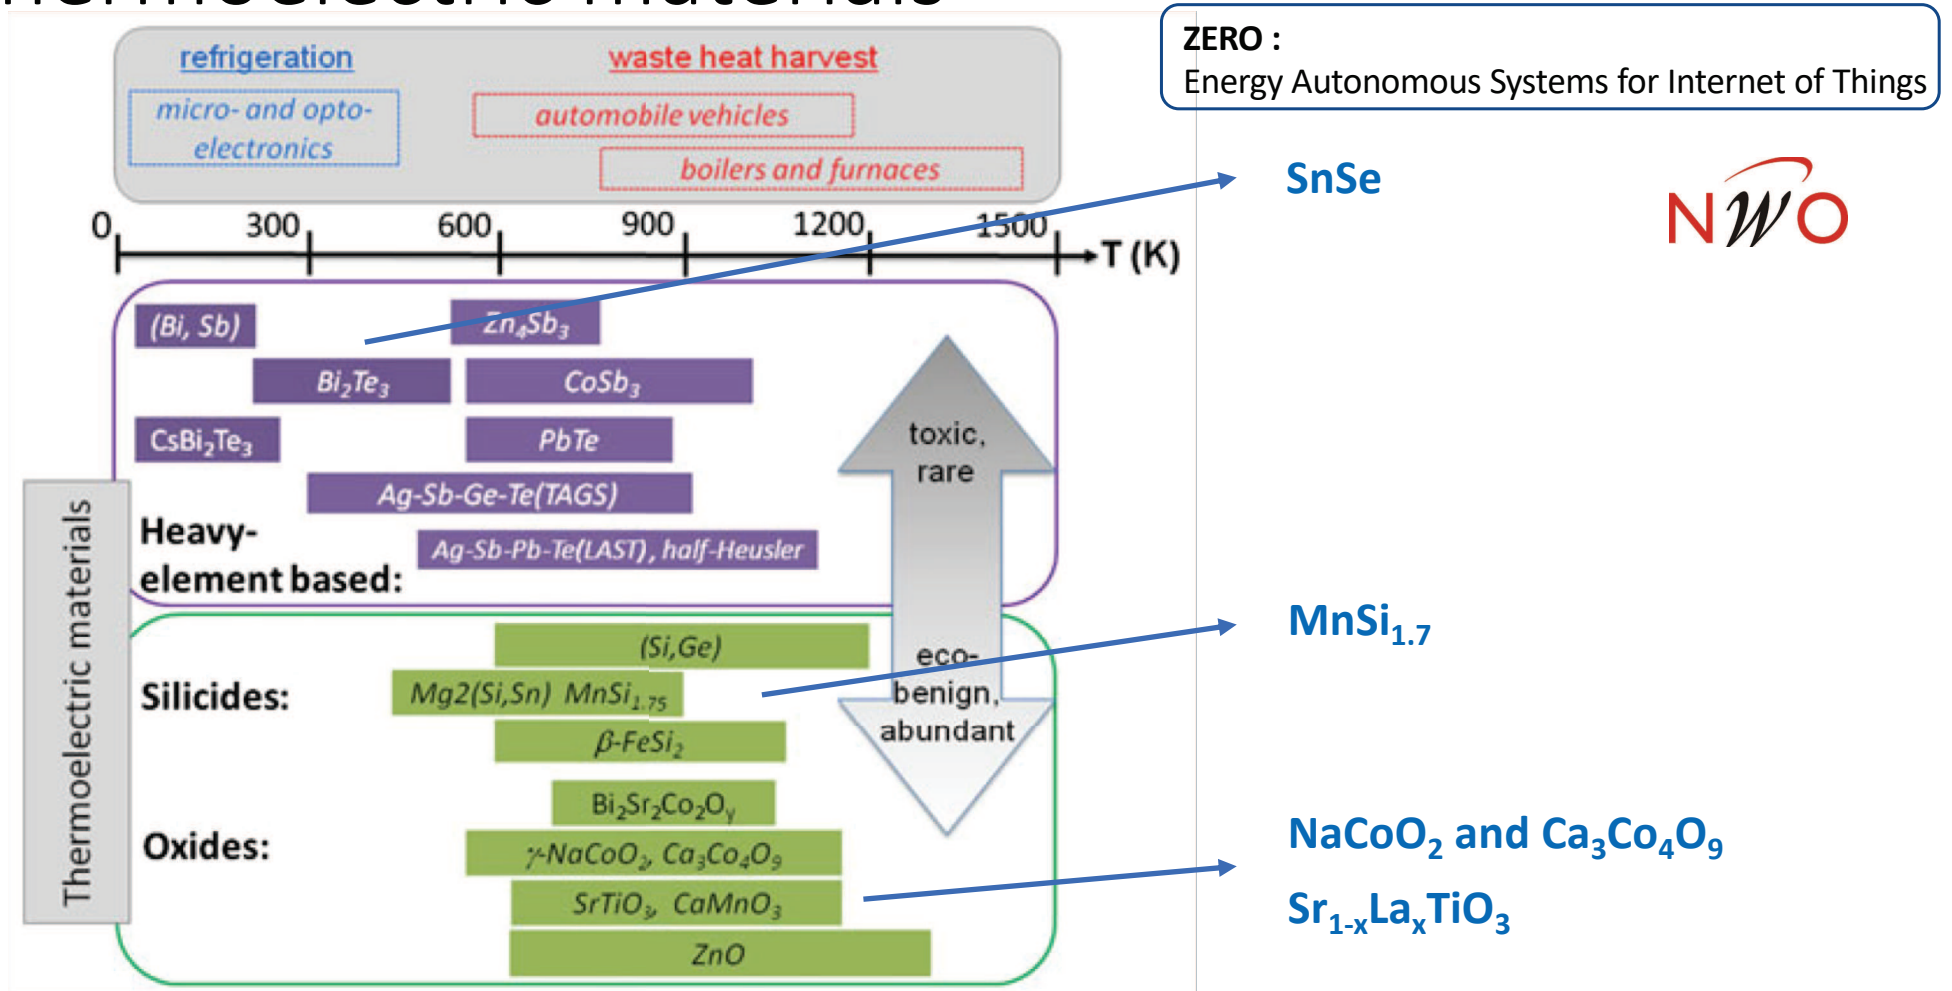 thermoelectric materials
ZERO :
Energy Autonomous Systems for Internet of Things
refrigeration
waste heat harvest
micro- and opto-
electronics
automobile vehicles
boilers and furnaces
SnSe
NWO
0 300 600 900 1200 1500
T (K)
(Bi, Sb)
Zn₄Sb₃
Bi₂Te₃
CoSb₃
CsBi₂Te₃
PbTe
toxic,
rare
Ag-Sb-Ge-Te(TAGS)
Heavy-
element based:
Ag-Sb-Pb-Te(LAST), half-Heusler
Thermoelectric materials
(Si,Ge)
Silicides:
Mg2(Si,Sn) MnSi₁.₇₅
β-FeSi₂
eco-
benign,
abundant
MnSi₁.₇
Bi₂Sr₂Co₂Oᵧ
Oxides:
γ-NaCoO₂, Ca₃Co₄O₉
SrTiO₃, CaMnO₃
ZnO
NaCoO₂ and Ca₃Co₄O₉
Sr₁₋ₓLaₓTiO₃